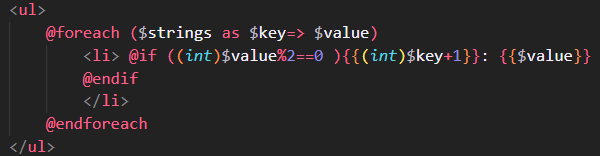 <ul>
@foreach ($strings as $key=> $value)
<li> @if ((int)$value%2==0 ){{(int)$key+1}}: {{$value}}
@endif
</li>
@endforeach
</ul>